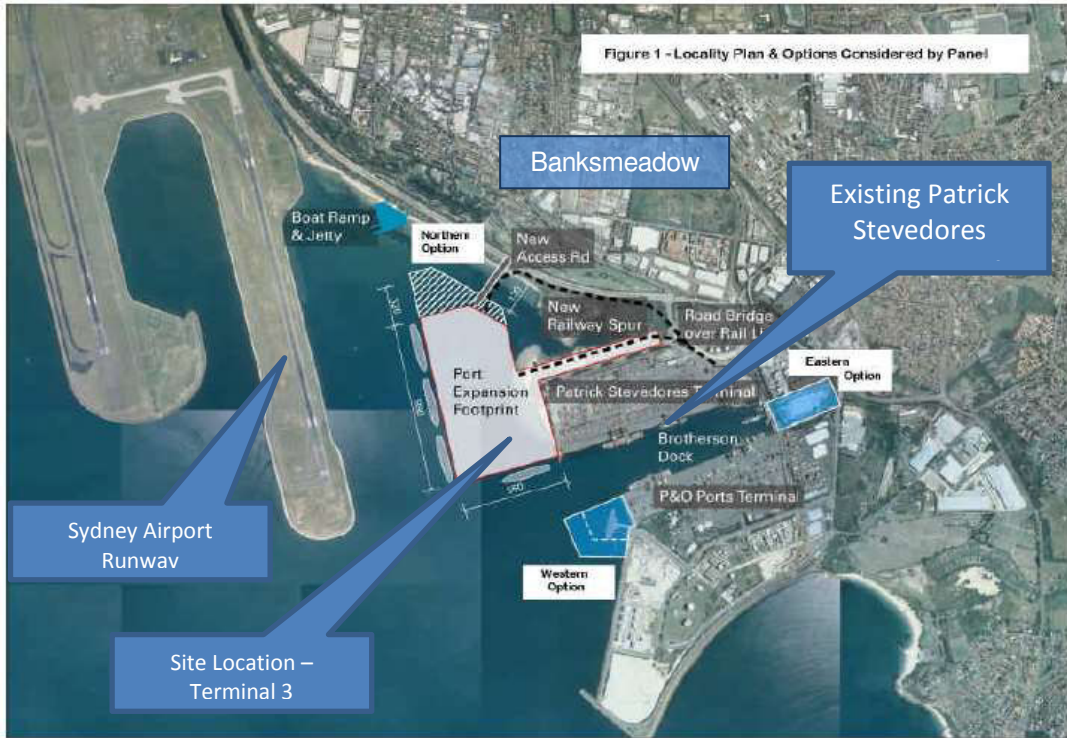 Figure 1 - Locality Plan & Options Considered by Panel
Banksmeadow
Existing Patrick
Stevedores
Boat Ramp
& Jetty
Northern
Option
New
Access Rd
New
Railway Spur
Road Bridge
over Rail Li
Port
Expansion
Footprint
Patrick Stevedores Terminal
Eastern
Option
Brotherson
Dock
P&O Ports Terminal
Western
Option
Sydney Airport
Runway
Site Location –
Terminal 3